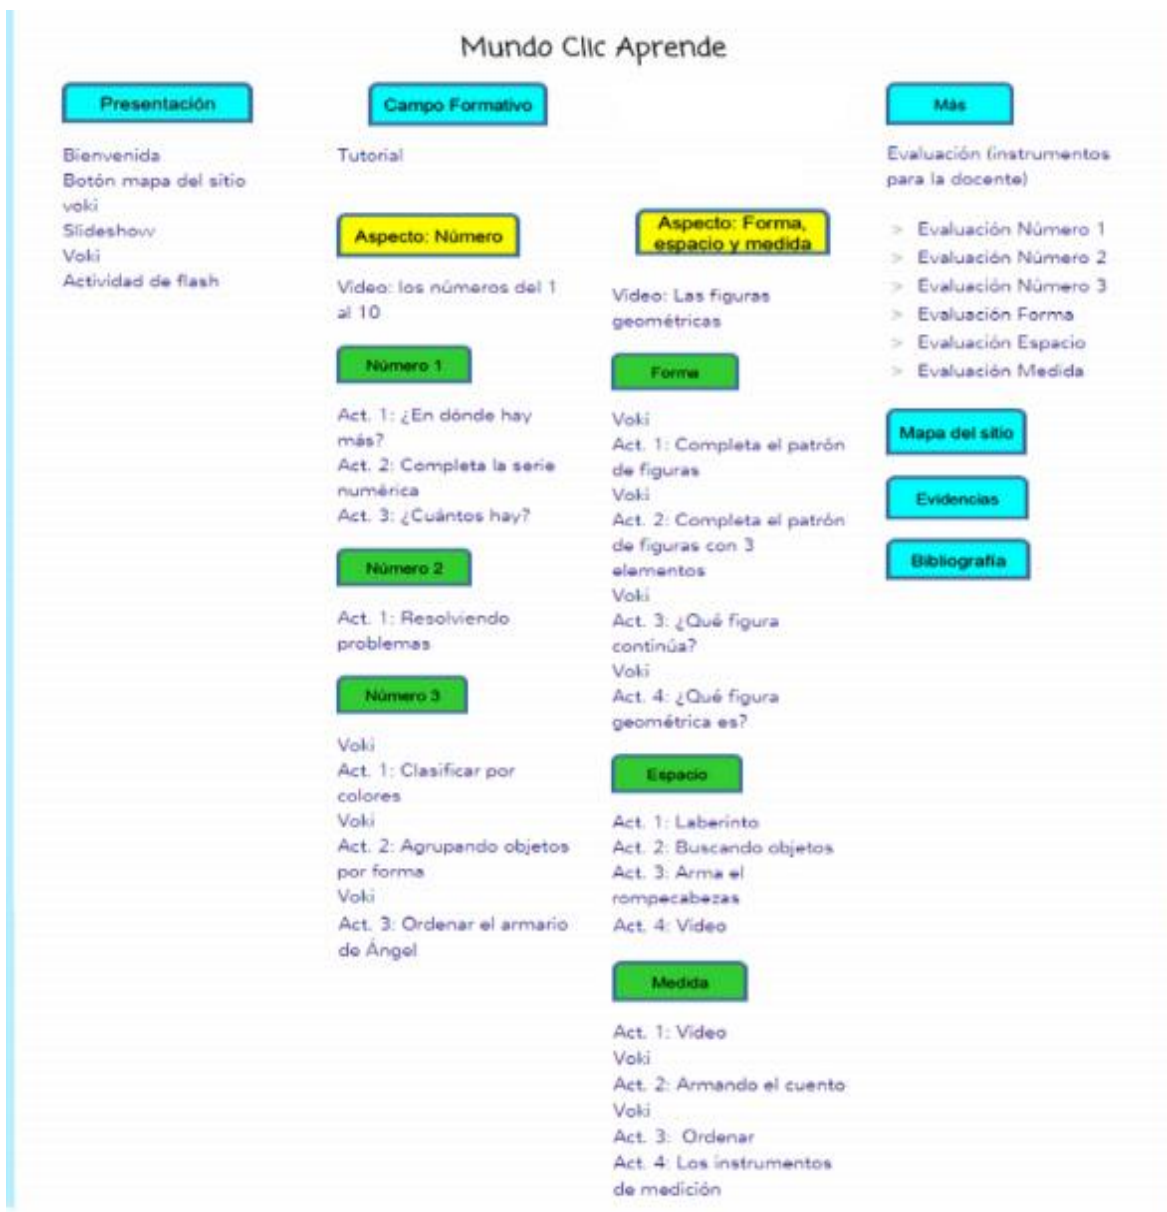 Mundo Clic Aprende
Presentación
Bienvenida
Botón mapa del sitio
voki
Slideshow
Voki
Actividad de flash
Campo Formativo
Tutorial
Aspecto: Número
Video: los números del 1
al 10
Número 1
Act. 1: ¿En dónde hay
más?
Act. 2: Completa la serie
numérica
Act. 3: ¿Cuántos hay?
Número 2
Act. 1: Resolviendo
problemas
Número 3
Voki
Act. 1: Clasificar por
colores
Voki
Act. 2: Agrupando objetos
por forma
Voki
Act. 3: Ordenar el armario
de Ángel
Aspecto: Forma,
espacio y medida
Video: Las figuras
geométricas
Forma
Voki
Act. 1: Completa el patrón
de figuras
Voki
Act. 2: Completa el patrón
de figuras con 3
elementos
Voki
Act. 3: ¿Qué figura
continúa?
Voki
Act. 4: ¿Qué figura
geométrica es?
Espacio
Act. 1: Laberinto
Act. 2: Buscando objetos
Act. 3: Arma el
rompecabezas
Act. 4: Video
Medida
Act. 1: Video
Voki
Act. 2: Armando el cuento
Voki
Act. 3: Ordenar
Act. 4: Los instrumentos
de medición
Más
Evaluación (instrumentos
para la docente)
> Evaluación Número 1
> Evaluación Número 2
> Evaluación Número 3
> Evaluación Forma
> Evaluación Espacio
> Evaluación Medida
Mapa del sitio
Evidencias
Bibliografía